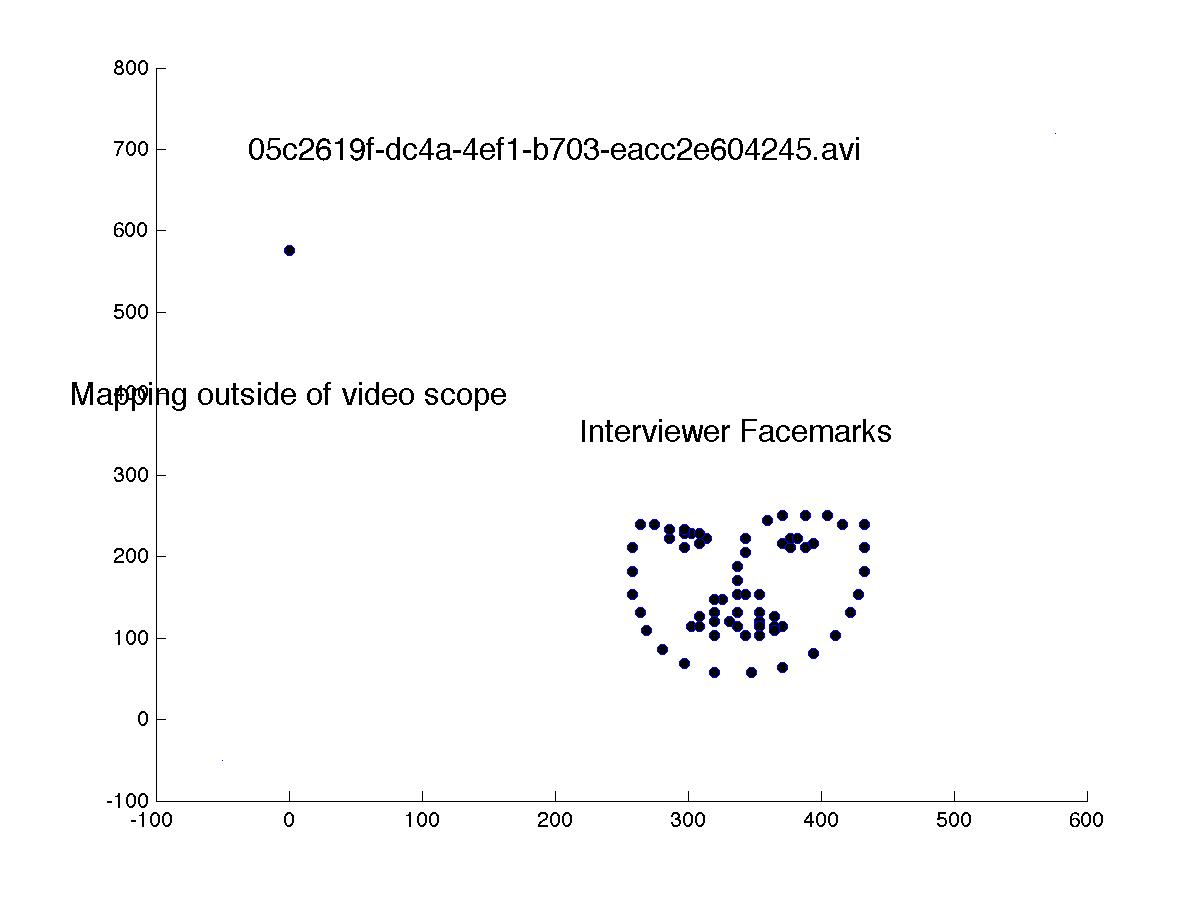 800
700
05c2619f-dc4a-4ef1-b703-eacc2e604245.avi
600
500
400
Mapping outside of video scope
Interviewer Facemarks
300
200
100
0
-100
-100 0 100 200 300 400 500 600